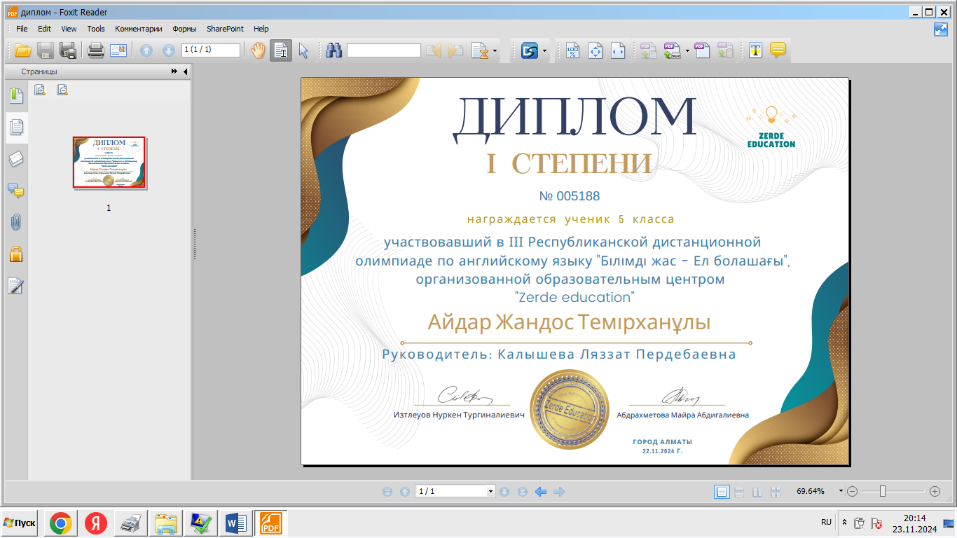 диплом - Foxit Reader
File Edit View Tools Комментарии Формы SharePoint Help
1 (1 / 1)
Страницы
1
ДИПЛОМ
I СТЕПЕНИ
ZERDE
EDUCATION
№ 005188
награждается ученик 5 класса
участвовавший в III Республиканской дистанционной
олимпиаде по английскому языку "Білімді жас - Ел болашағы",
организованной образовательным центром
"Zerde education"
Айдар Жандос Темірханұлы
Руководитель: Калышева Ляззат Пердебаевна
Zerde Education
Изтлеуов Нуркен Тургиналиевич
Абдрахметова Майра Абдигалиевна
ГОРОД АЛМАТЫ
22.11.2024 Г.
1 / 1
69.64%
Пуск
RU
20:14
23.11.2024